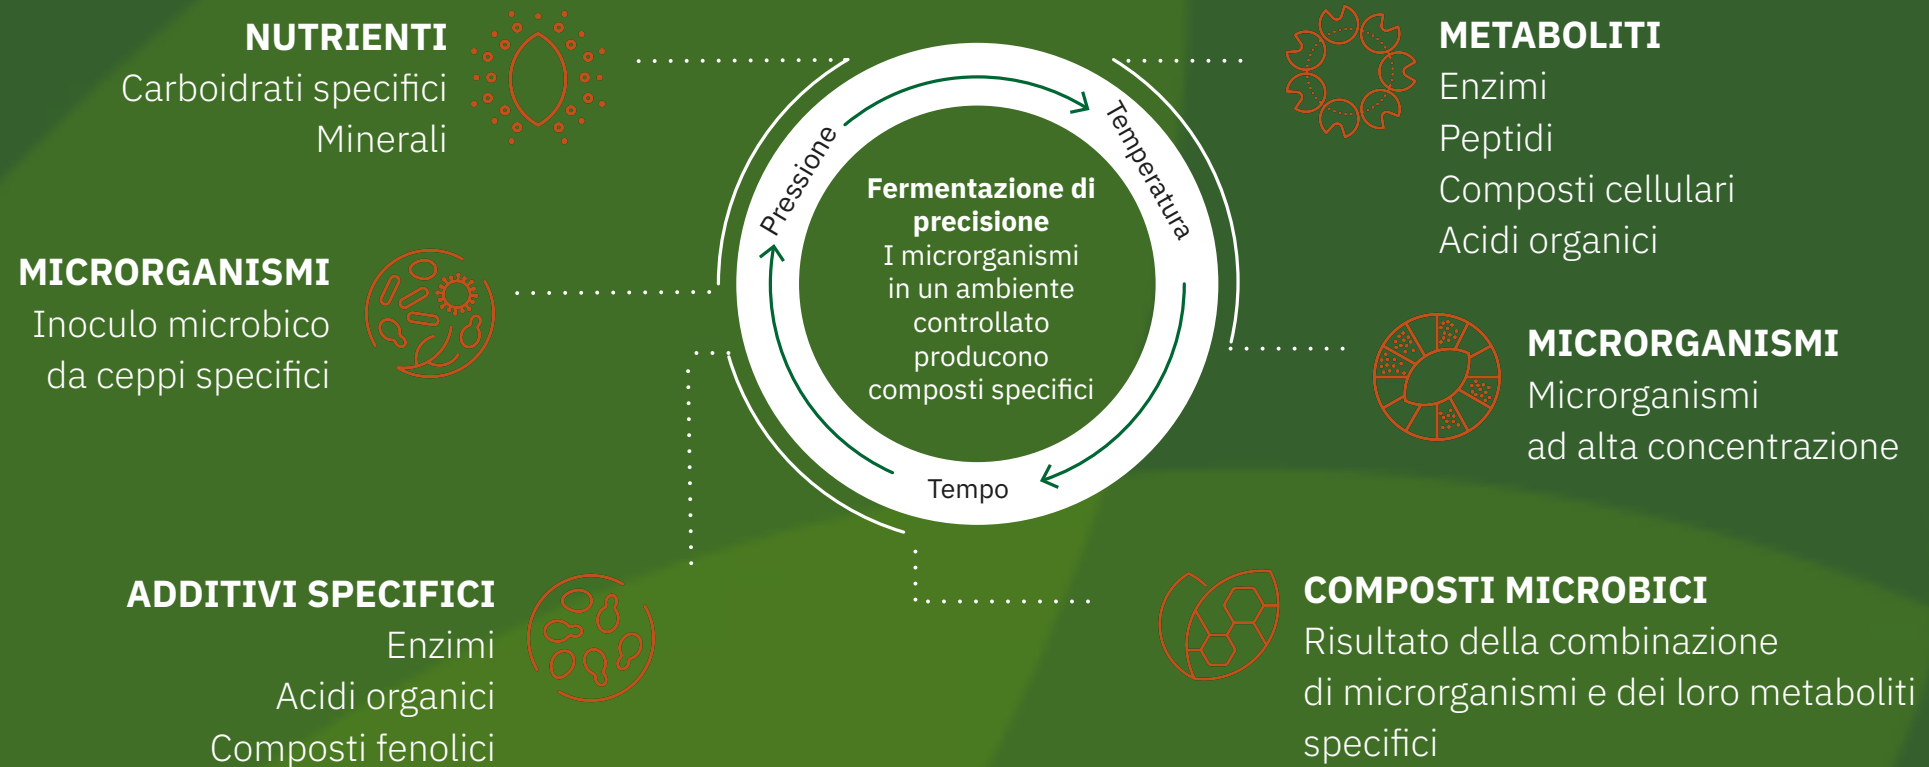 NUTRIENTI
Carboidrati specifici
Minerali
MICRORGANISMI
Inoculo microbico
da ceppi specifici
ADDITIVI SPECIFICI
Enzimi
Acidi organici
Composti fenolici
Pressione
Temperatura
Tempo
Fermentazione di
precisione
I microrganismi
in un ambiente
controllato
producono
composti specifici
METABOLITI
Enzimi
Peptidi
Composti cellulari
Acidi organici
MICRORGANISMI
Microrganismi
ad alta concentrazione
COMPOSTI MICROBICI
Risultato della combinazione
di microrganismi e dei loro metaboliti
specifici